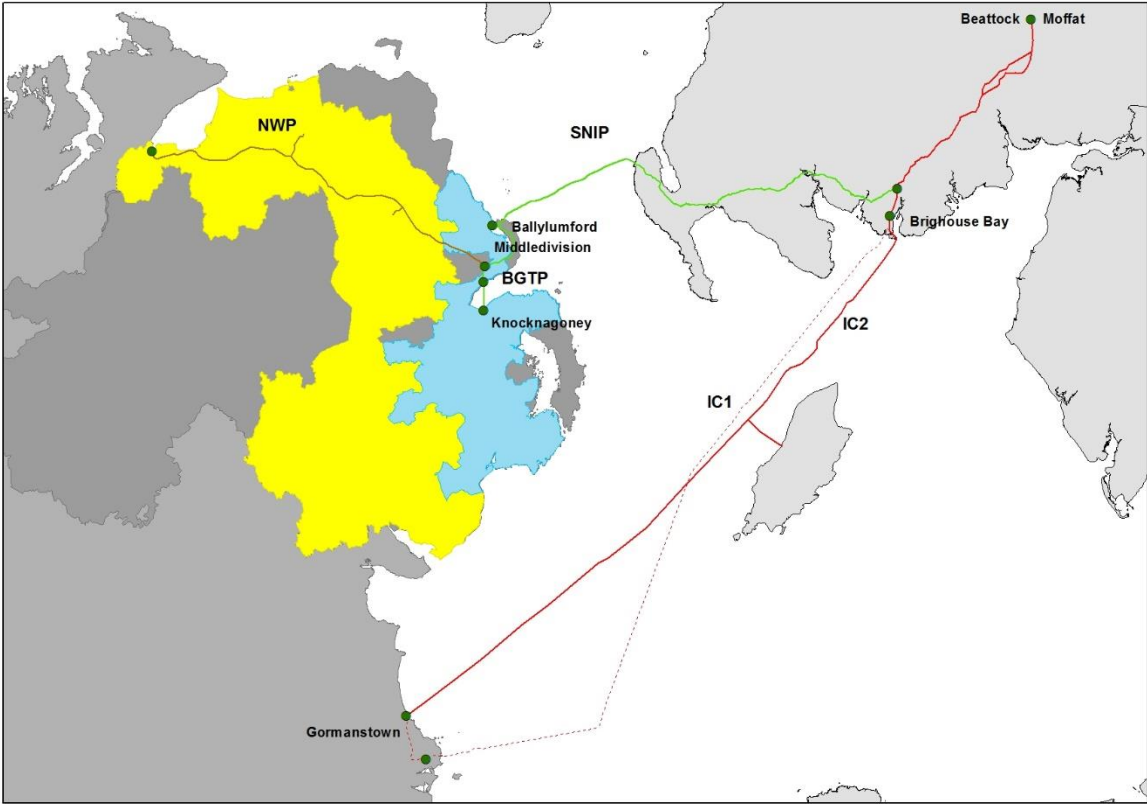 Beattock Moffat
NWP
SNIP
Ballylumford
Middledivision
Brighouse Bay
BGTP
Knocknagoney
IC2
IC1
Gormanstown